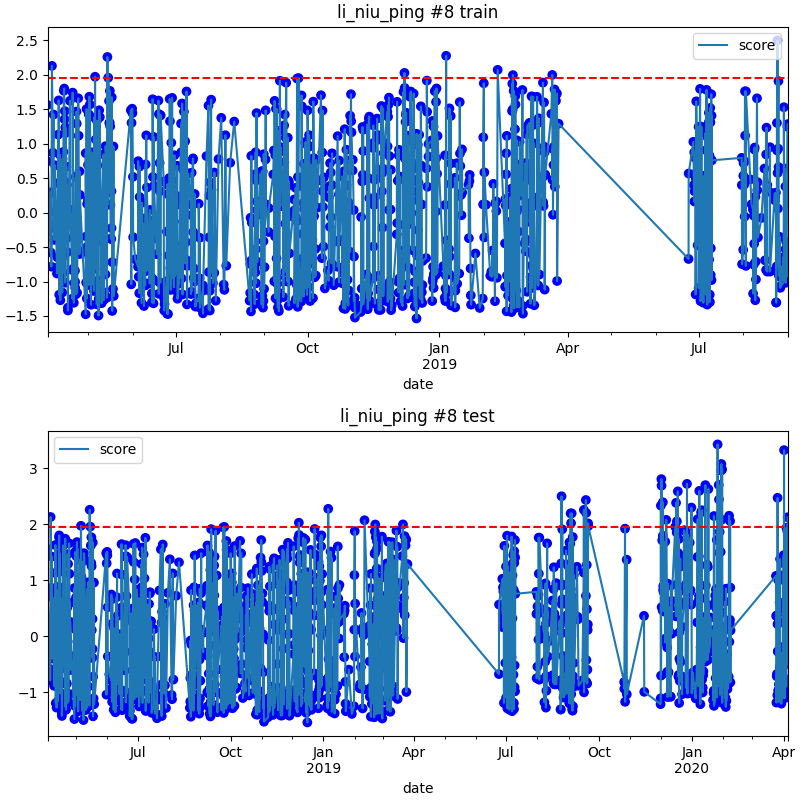 li_niu_ping #8 train
2.5
2.0
1.5
1.0
0.5
0.0
−0.5
−1.0
−1.5
score
Jul
Oct
Jan
2019
Apr
Jul
date
li_niu_ping #8 test
3
2
1
0
−1
score
Jul
Oct
Jan
2019
Apr
Jul
Oct
Jan
2020
Apr
date